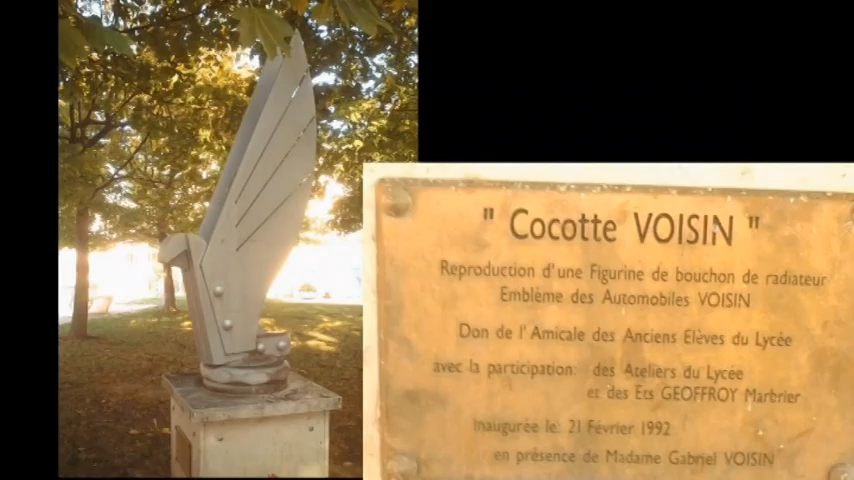 " Cocotte VOISIN "
Reproduction d'une Figurine de bouchon de radiateur
Emblème des Automobiles VOISIN
Don de l'Amicale des Anciens Elèves du Lycée
avec la participation: des Ateliers du Lycée
et des Ets GEOFFROY Marbrier
Inaugurée le: 21 Février 1992
en présence de Madame Gabriel VOISIN